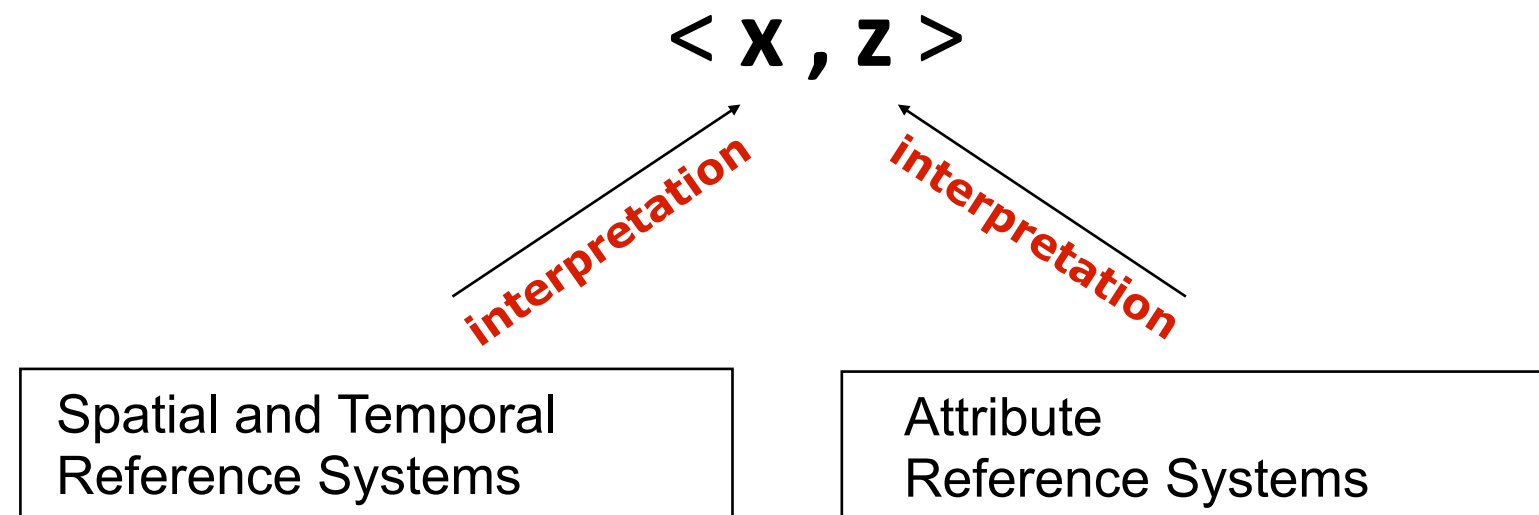 < x , z >
interpretation
interpretation
Spatial and Temporal
Reference Systems
Attribute
Reference Systems